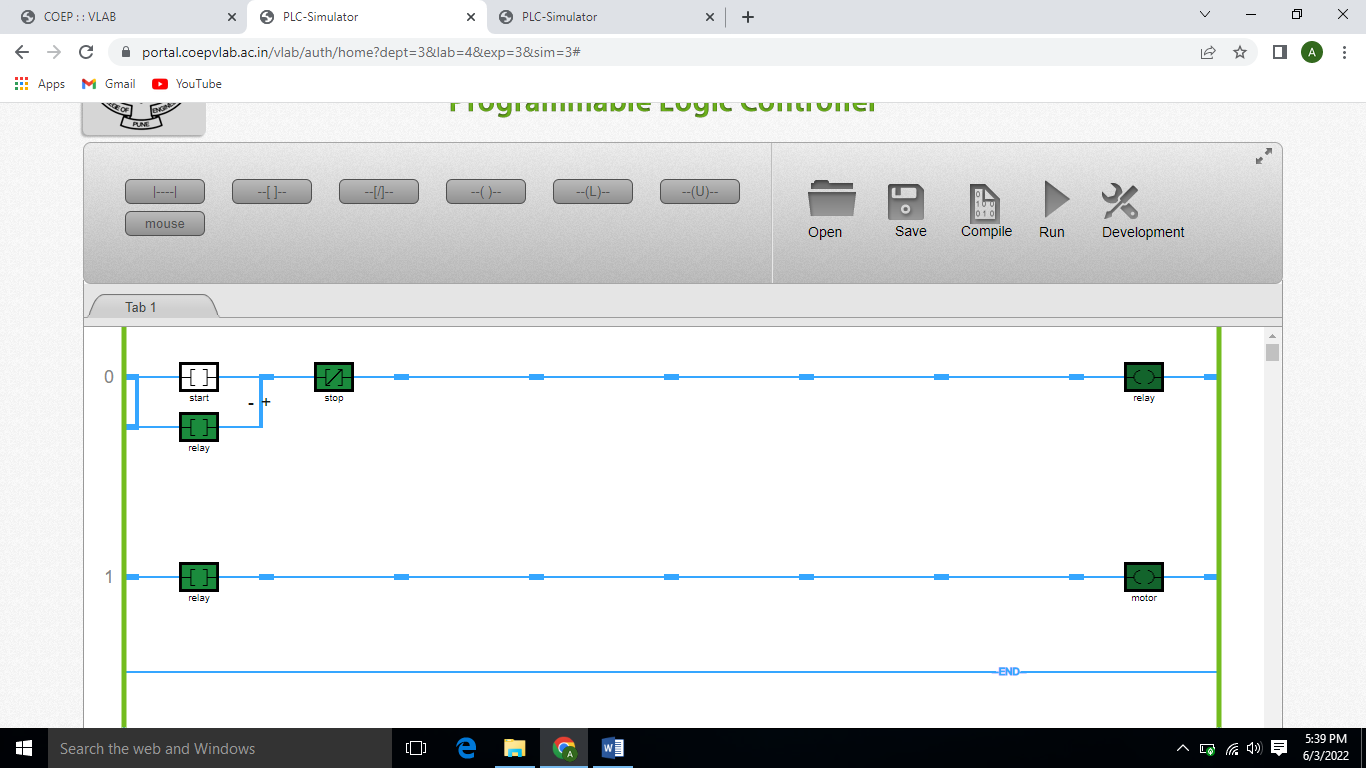 COEP : : VLAB
PLC-Simulator
PLC-Simulator
portal.coepvlab.ac.in/vlab/auth/home?dept=3&lab=4&exp=3&sim=3#
A
Apps
Gmail
YouTube
PUNE
Programmable Logic Controller
|----|
--[ ]--
--[/]--
--( )--
--(L)--
--(U)--
mouse
Open
Save
Compile
Run
Development
Tab 1
0
start
stop
relay
- +
relay
1
relay
motor
END
Search the web and Windows
5:39 PM
6/3/2022